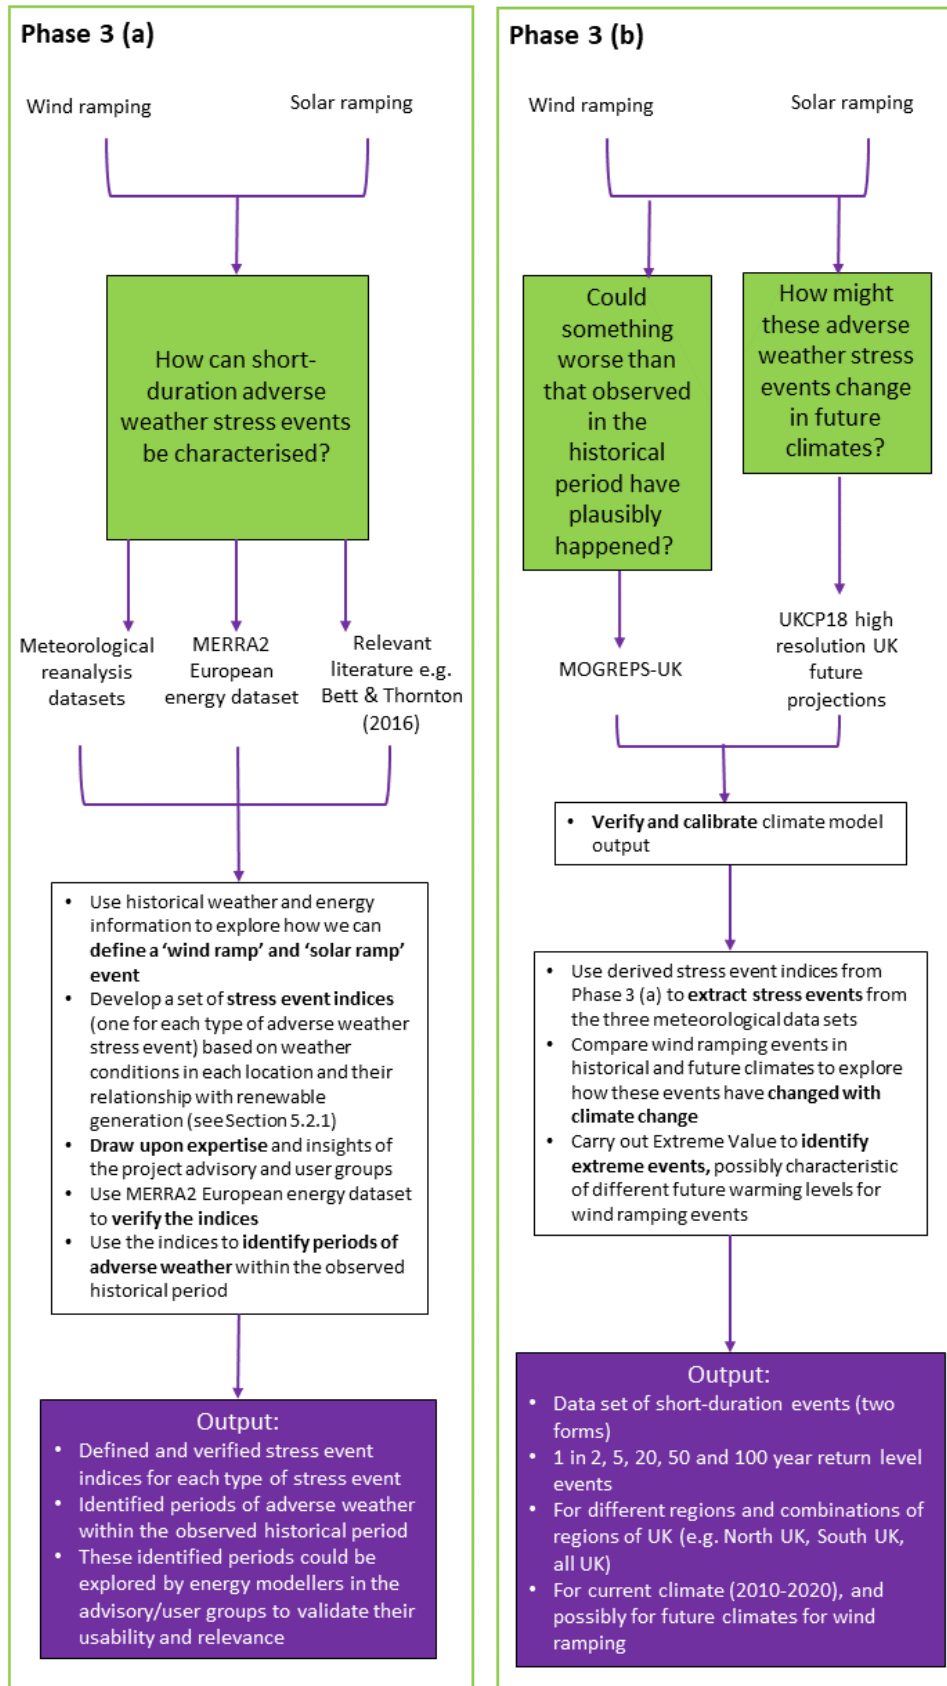 Phase 3 (a)
Wind ramping
Solar ramping
How can short-
duration adverse
weather stress events
be characterised?
Meteorological
reanalysis
datasets
MERRA2
European
energy dataset
Relevant
literature e.g.
Bett & Thornton
(2016)
• Use historical weather and energy
information to explore how we can
define a ‘wind ramp’ and ‘solar ramp’
event
• Develop a set of stress event indices
(one for each type of adverse weather
stress event) based on weather
conditions in each location and their
relationship with renewable
generation (see Section 5.2.1)
• Draw upon expertise and insights of
the project advisory and user groups
• Use MERRA2 European energy dataset
to verify the indices
• Use the indices to identify periods of
adverse weather within the observed
historical period
Output:
• Defined and verified stress event
indices for each type of stress event
• Identified periods of adverse weather
within the observed historical period
• These identified periods could be
explored by energy modellers in the
advisory/user groups to validate their
usability and relevance
Phase 3 (b)
Wind ramping
Solar ramping
Could
something
worse than
that observed
in the
historical
period have
plausibly
happened?
How might
these adverse
weather stress
events change
in future
climates?
MOGREPS-UK
UKCP18 high
resolution UK
future
projections
• Verify and calibrate climate model
output
• Use derived stress event indices from
Phase 3 (a) to extract stress events from
the three meteorological data sets
• Compare wind ramping events in
historical and future climates to explore
how these events have changed with
climate change
• Carry out Extreme Value to identify
extreme events, possibly characteristic
of different future warming levels for
wind ramping events
Output:
• Data set of short-duration events (two
forms)
• 1 in 2, 5, 20, 50 and 100 year return level
events
• For different regions and combinations of
regions of UK (e.g. North UK, South UK,
all UK)
• For current climate (2010-2020), and
possibly for future climates for wind
ramping